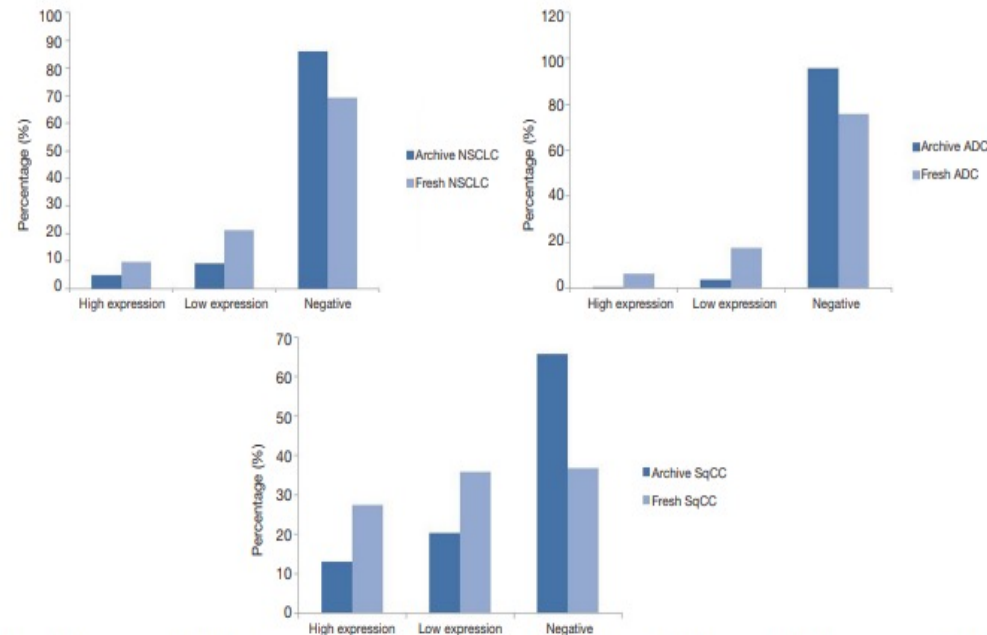 100
90
80
70
60
50
40
30
20
10
0
Percentage (%)
High expression Low expression Negative
Archive NSCLC
Fresh NSCLC
120
100
80
60
40
20
0
Percentage (%)
High expression Low expression Negative
Archive ADC
Fresh ADC
70
60
50
40
30
20
10
0
Percentage (%)
High expression Low expression Negative
Archive SqCC
Fresh SqCC